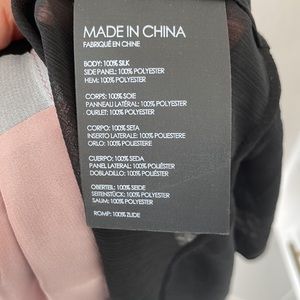 MADE IN CHINA
FABRIQUÉ EN CHINE
BODY: 100% SILK
SIDE PANEL: 100% POLYESTER
HEM: 100% POLYESTER
CORPS: 100% SOIE
PANNEAU LATÉRAL: 100% POLYESTER
OURLET: 100% POLYESTER
CORPO: 100% SETA
INSERTO LATERALE: 100% POLIESTERE
ORLO: 100% POLIESTERE
CUERPO: 100% SEDA
PANEL LATERAL: 100% POLIÉSTER
DOBLADILLO: 100% POLIÉSTER
OBERTEIL: 100% SEIDE
SEITENSTÜCK: 100% POLYESTER
SAUM: 100% POLYESTER
ROMP: 100% ZIJDE